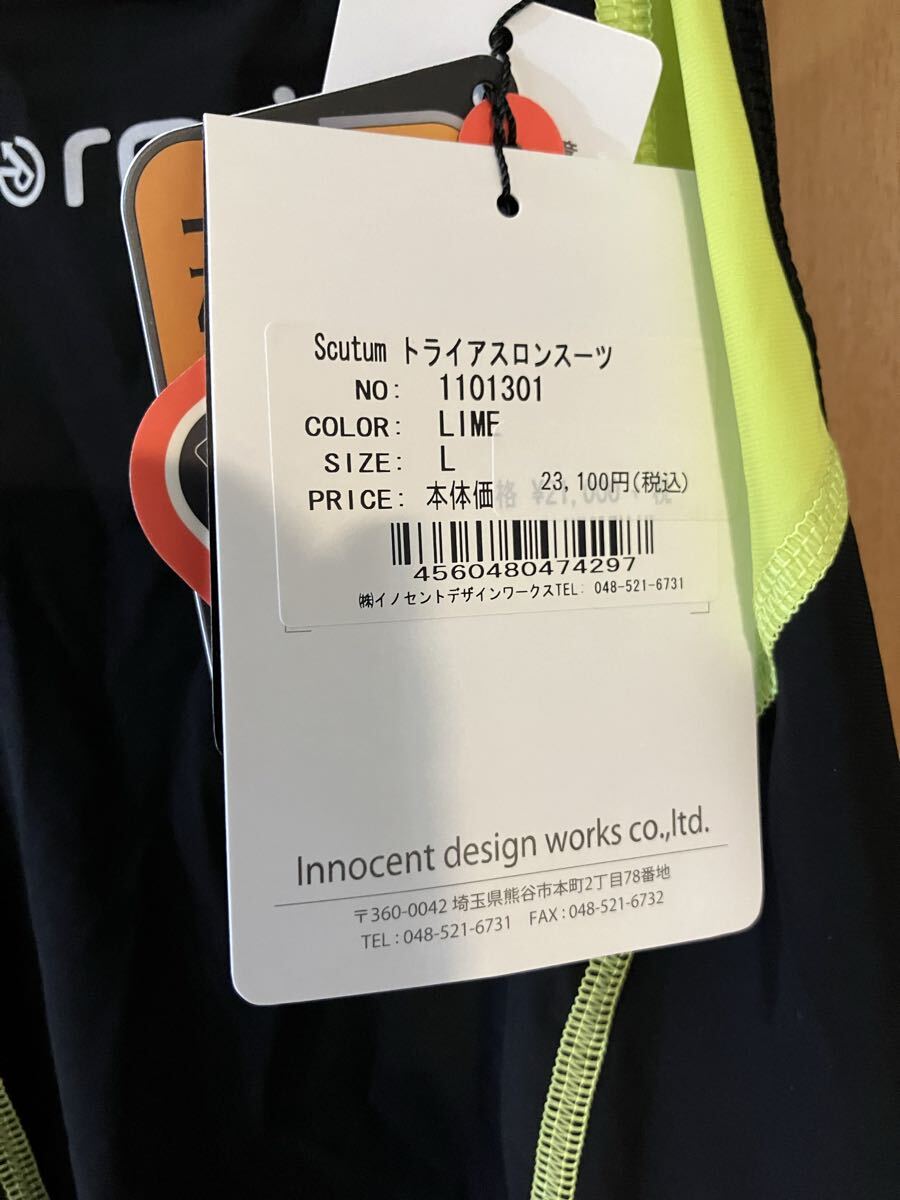 Scutum トライアスロンスーツ
NO: 1101301
COLOR: LIME
SIZE: L
PRICE: 本体価格 23,100円(税込)
4560480474297
㈱イノセントデザインワークスTEL: 048-521-6731
Innocent design works co.,ltd.
〒360-0042 埼玉県熊谷市本町2丁目78番地
TEL : 048-521-6731 FAX : 048-521-6732